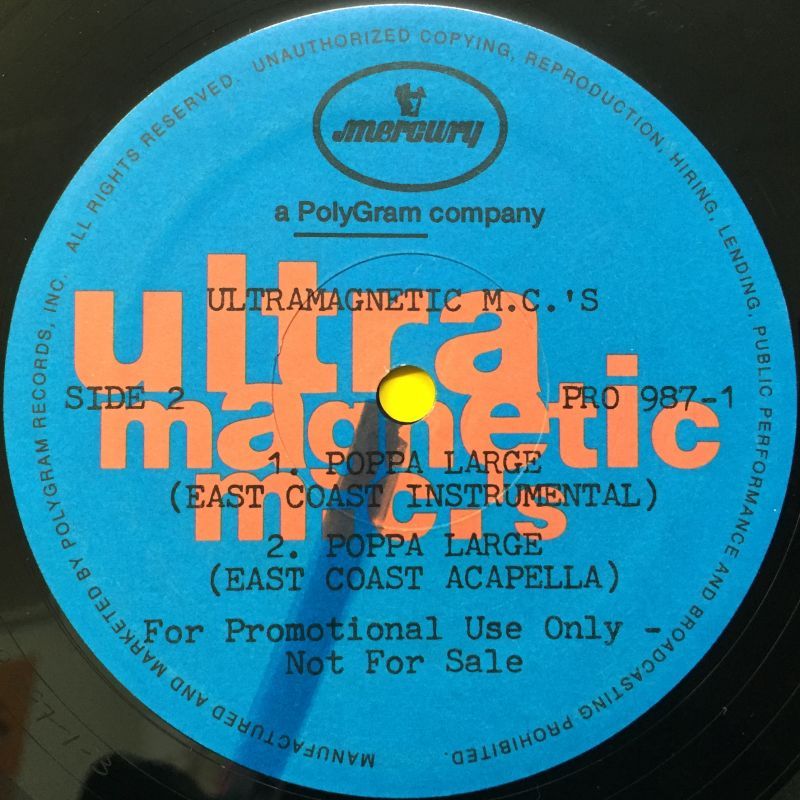 ALL RIGHTS RESERVED. UNAUTHORIZED COPYING, REPRODUCTION, HIRING, LENDING, PUBLIC PERFORMANCE AND BROADCASTING PROHIBITED.
mercury
a PolyGram company
ultra
magnetic
m.c.'s
ULTRAMAGNETIC M.C.'S
SIDE 2
PRO 987-1
1. POPPA LARGE
(EAST COAST INSTRUMENTAL)
2. POPPA LARGE
(EAST COAST ACAPELLA)
For Promotional Use Only -
Not For Sale
MANUFACTURED AND MARKETED BY POLYGRAM RECORDS, INC.